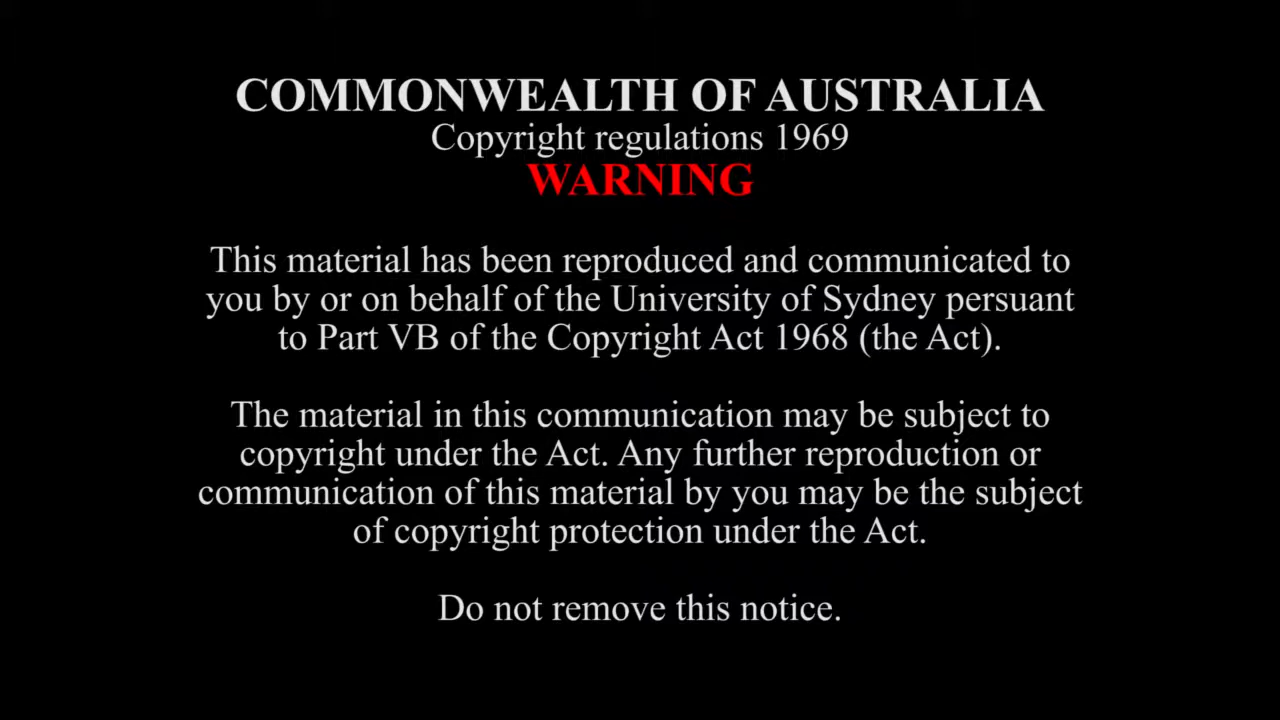 COMMONWEALTH OF AUSTRALIA
Copyright regulations 1969
WARNING
This material has been reproduced and communicated to
you by or on behalf of the University of Sydney persuant
to Part VB of the Copyright Act 1968 (the Act).
The material in this communication may be subject to
copyright under the Act. Any further reproduction or
communication of this material by you may be the subject
of copyright protection under the Act.
Do not remove this notice.